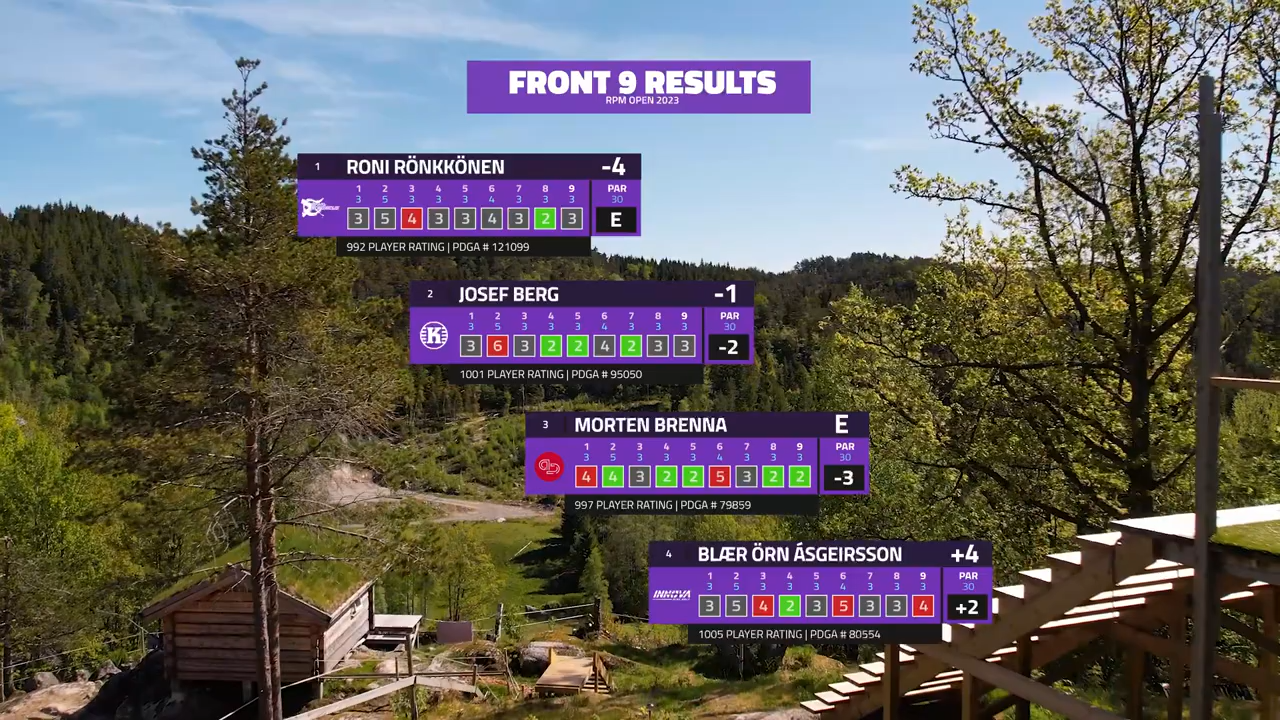 FRONT 9 RESULTS
RPM OPEN 2023
1 RONI RÖNKKÖNEN -4
1 2 3 4 5 6 7 8 9 PAR
3 5 3 3 3 4 3 3 3 30
3 5 4 3 3 4 3 2 3 E
992 PLAYER RATING | PDGA # 121099
2 JOSEF BERG -1
1 2 3 4 5 6 7 8 9 PAR
3 5 3 3 3 4 3 3 3 30
K 3 6 3 2 2 4 2 3 3 -2
1001 PLAYER RATING | PDGA # 95050
3 MORTEN BRENNA E
1 2 3 4 5 6 7 8 9 PAR
3 5 3 3 3 4 3 3 3 30
4 4 3 2 2 5 3 2 2 -3
997 PLAYER RATING | PDGA # 79859
4 BLÆR ÖRN ÁSGEIRSSON +4
1 2 3 4 5 6 7 8 9 PAR
3 5 3 3 3 4 3 3 3 30
INNOVA 3 5 4 2 3 5 3 3 4 +2
1005 PLAYER RATING | PDGA # 80554